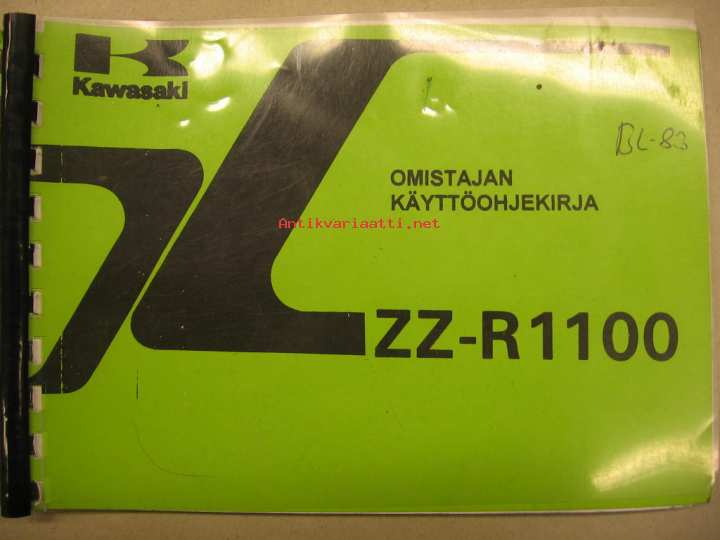 Kawasaki
BL-83
OMISTAJAN
KÄYTTÖOHJEKIRJA
Antikvariaatti.net
ZZ-R1100